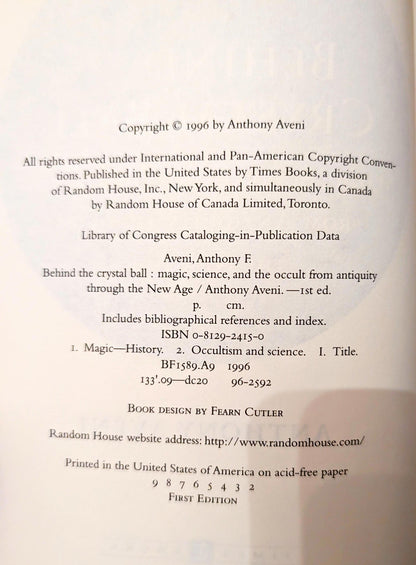 Copyright © 1996 by Anthony Aveni
All rights reserved under International and Pan-American Copyright Conven-
tions. Published in the United States by Times Books, a division
of Random House, Inc., New York, and simultaneously in Canada
by Random House of Canada Limited, Toronto.
Library of Congress Cataloging-in-Publication Data
Aveni, Anthony F.
Behind the crystal ball : magic, science, and the occult from antiquity
through the New Age / Anthony Aveni. —1st ed.
p. cm.
Includes bibliographical references and index.
ISBN 0-8129-2415-0
1. Magic—History. 2. Occultism and science. I. Title.
BF1589.A9 1996
133'.09—dc20 96-2592
Book design by Fearn Cutler
Random House website address: http://www.randomhouse.com/
Printed in the United States of America on acid-free paper
9 8 7 6 5 4 3 2
First Edition